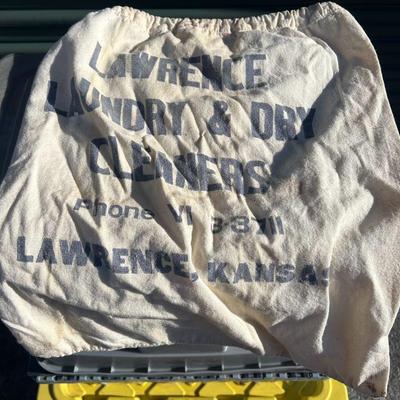 LAWRENCE
LAUNDRY & DRY
CLEANERS
Phone VI 3-3711
LAWRENCE, KANSAS